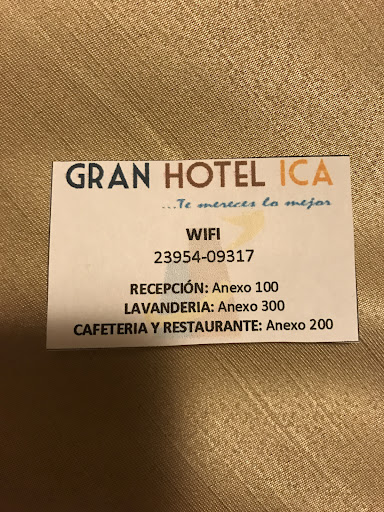 GRAN HOTEL ICA
...Te mereces lo mejor
WIFI
23954-09317
RECEPCIÓN: Anexo 100
LAVANDERIA: Anexo 300
CAFETERIA Y RESTAURANTE: Anexo 200